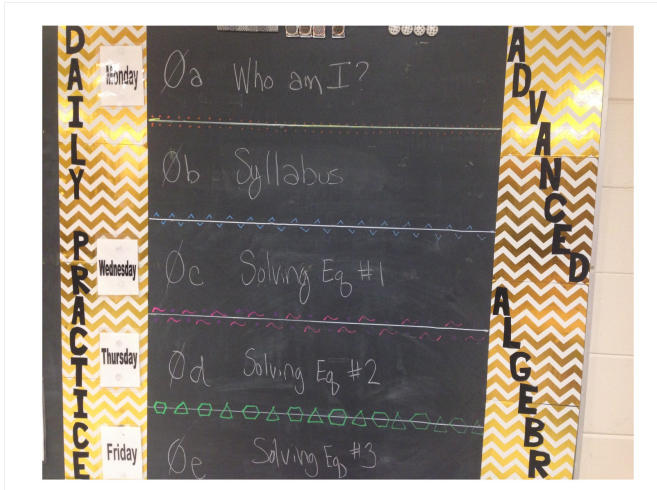 DAILY PRACTICE
Monday
Øa Who am I?
Øb Syllabus
Wednesday
Øc Solving Eq #1
Thursday
Ød Solving Eq #2
Friday
Øe Solving Eq #3
ADVANCED
ALGEBR